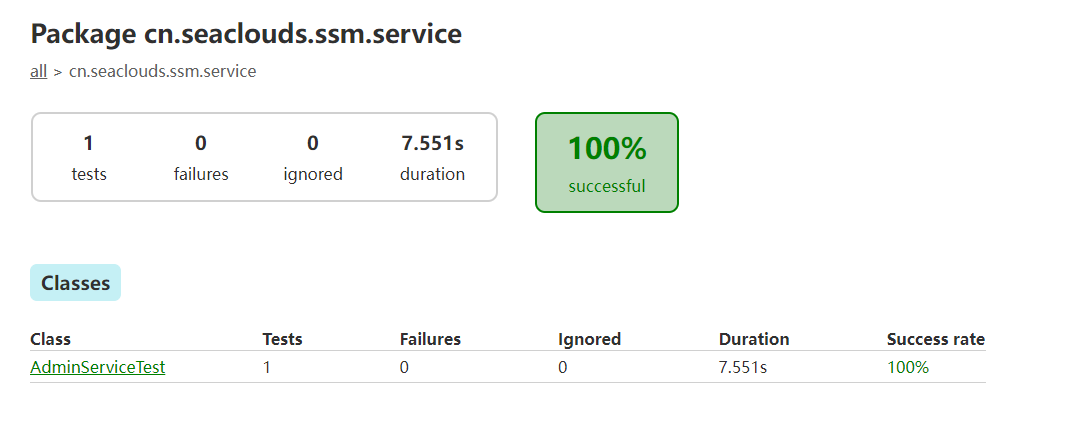 Package cn.seaclouds.ssm.service
all > cn.seaclouds.ssm.service
1 0 0 7.551s
tests failures ignored duration
100%
successful
Classes
Class Tests Failures Ignored Duration Success rate
AdminServiceTest 1 0 0 7.551s 100%